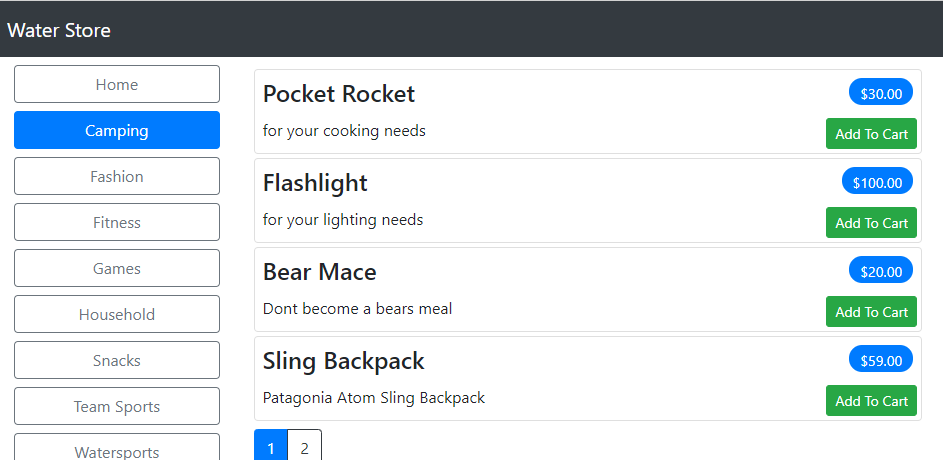 Water Store
Home
Camping
Fashion
Fitness
Games
Household
Snacks
Team Sports
Watersports
Pocket Rocket
$30.00
for your cooking needs
Add To Cart
Flashlight
$100.00
for your lighting needs
Add To Cart
Bear Mace
$20.00
Dont become a bears meal
Add To Cart
Sling Backpack
$59.00
Patagonia Atom Sling Backpack
Add To Cart
1 2